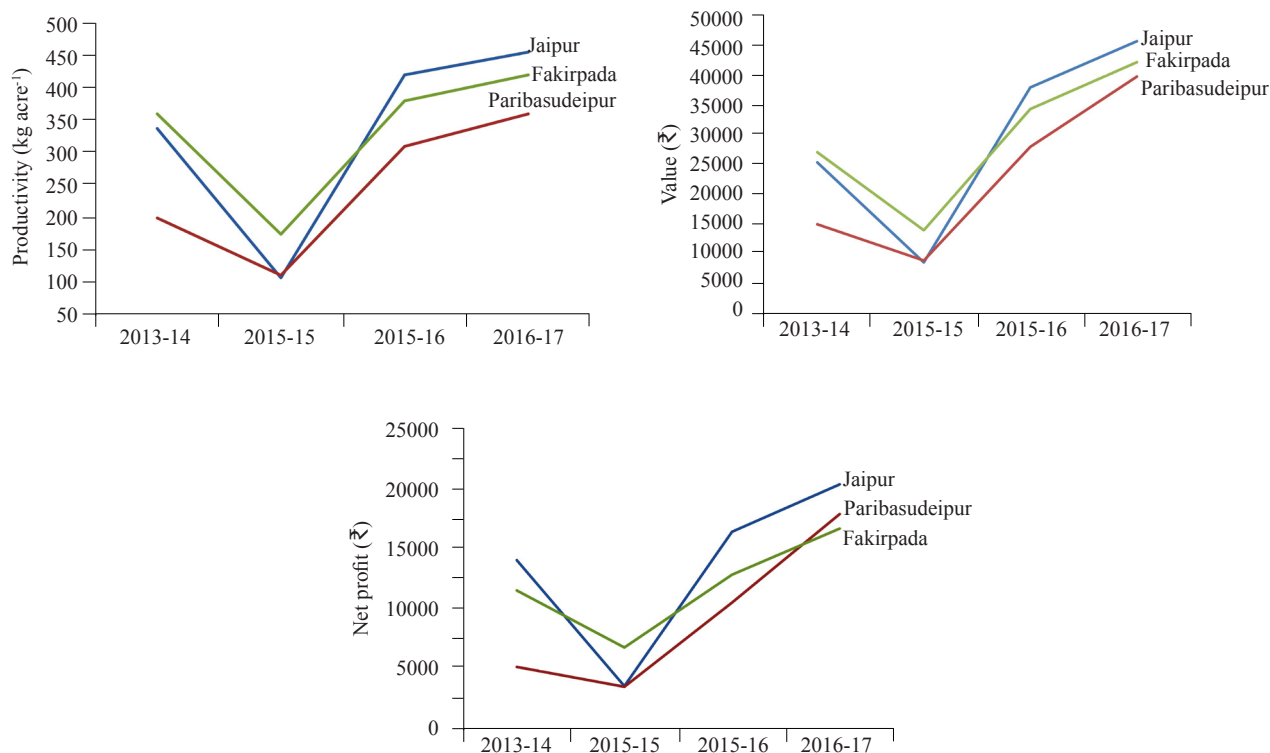 500
450
400
350
300
250
200
150
100
50
Productivity (kg acre⁻¹)
Jaipur
Fakirpada
Paribasudeipur
2013-14 2015-15 2015-16 2016-17
50000
45000
40000
35000
30000
25000
20000
15000
10000
5000
0
Value (₹)
Jaipur
Fakirpada
Paribasudeipur
2013-14 2015-15 2015-16 2016-17
25000
20000
15000
10000
5000
0
Net profit (₹)
Jaipur
Paribasudeipur
Fakirpada
2013-14 2015-15 2015-16 2016-17